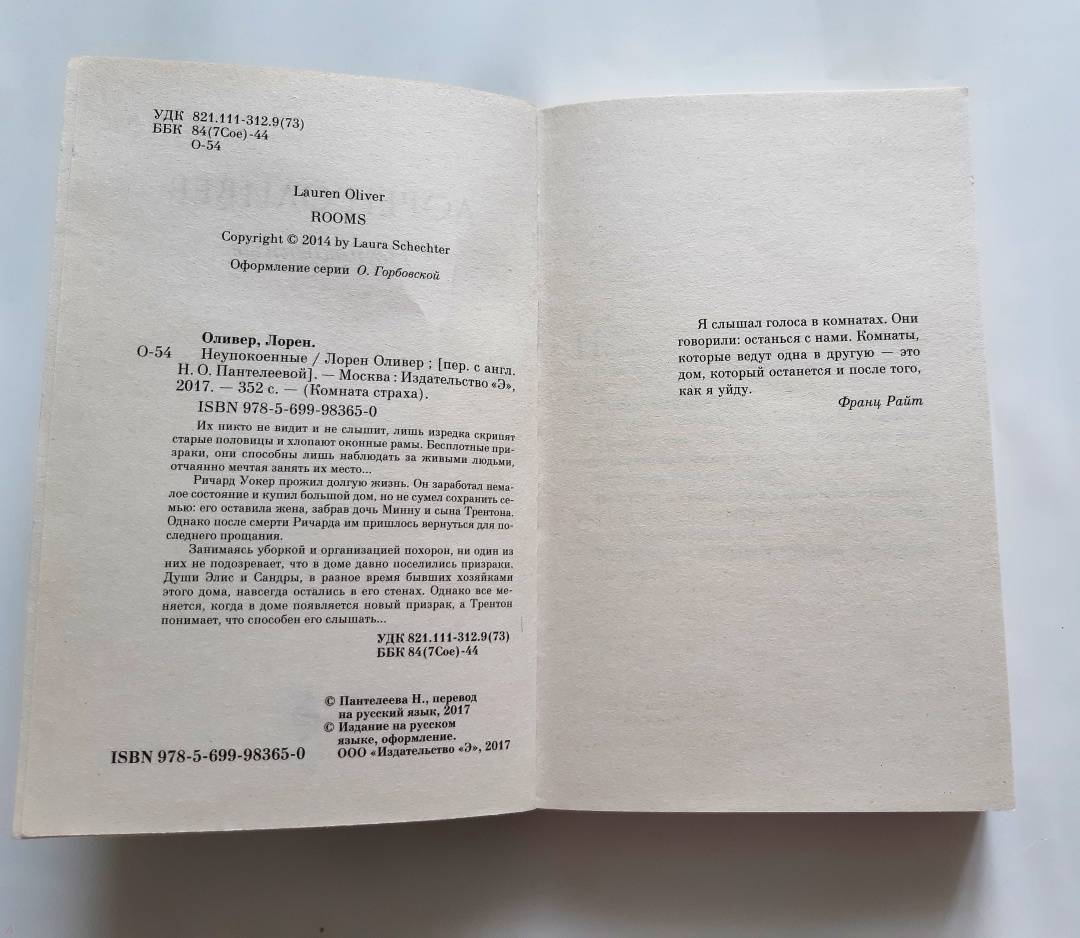 УДК 821.111-312.9(73)
ББК 84(7Сое)-44
О-54
Lauren Oliver
ROOMS
Copyright © 2014 by Laura Schechter
Оформление серии О. Горбовской
Оливер, Лорен.
О-54 Неупокоенные / Лорен Оливер ; [пер. с англ.
Н. О. Пантелеевой]. — Москва : Издательство «Э»,
2017. — 352 с. — (Комната страха).
ISBN 978-5-699-98365-0
Их никто не видит и не слышит, лишь изредка скрипят
старые половицы и хлопают оконные рамы. Бесплотные при-
зраки, они способны лишь наблюдать за живыми людьми,
отчаянно мечтая занять их место...
Ричард Уокер прожил долгую жизнь. Он заработал нема-
лое состояние и купил большой дом, но не сумел сохранить се-
мью: его оставила жена, забрав дочь Минну и сына Трентона.
Однако после смерти Ричарда им пришлось вернуться для по-
следнего прощания.
Занимаясь уборкой и организацией похорон, ни один из
них не подозревает, что в доме давно поселились призраки.
Души Элис и Сандры, в разное время бывших хозяйками
этого дома, навсегда остались в его стенах. Однако все ме-
няется, когда в доме появляется новый призрак, а Трентон
понимает, что способен его слышать...
УДК 821.111-312.9(73)
ББК 84(7Сое)-44
© Пантелеева Н., перевод
на русский язык, 2017
© Издание на русском
языке, оформление.
ООО «Издательство «Э», 2017
ISBN 978-5-699-98365-0
Я слышал голоса в комнатах. Они
говорили: останься с нами. Комнаты,
которые ведут одна в другую — это
дом, который останется и после того,
как я уйду.
Франц Райт